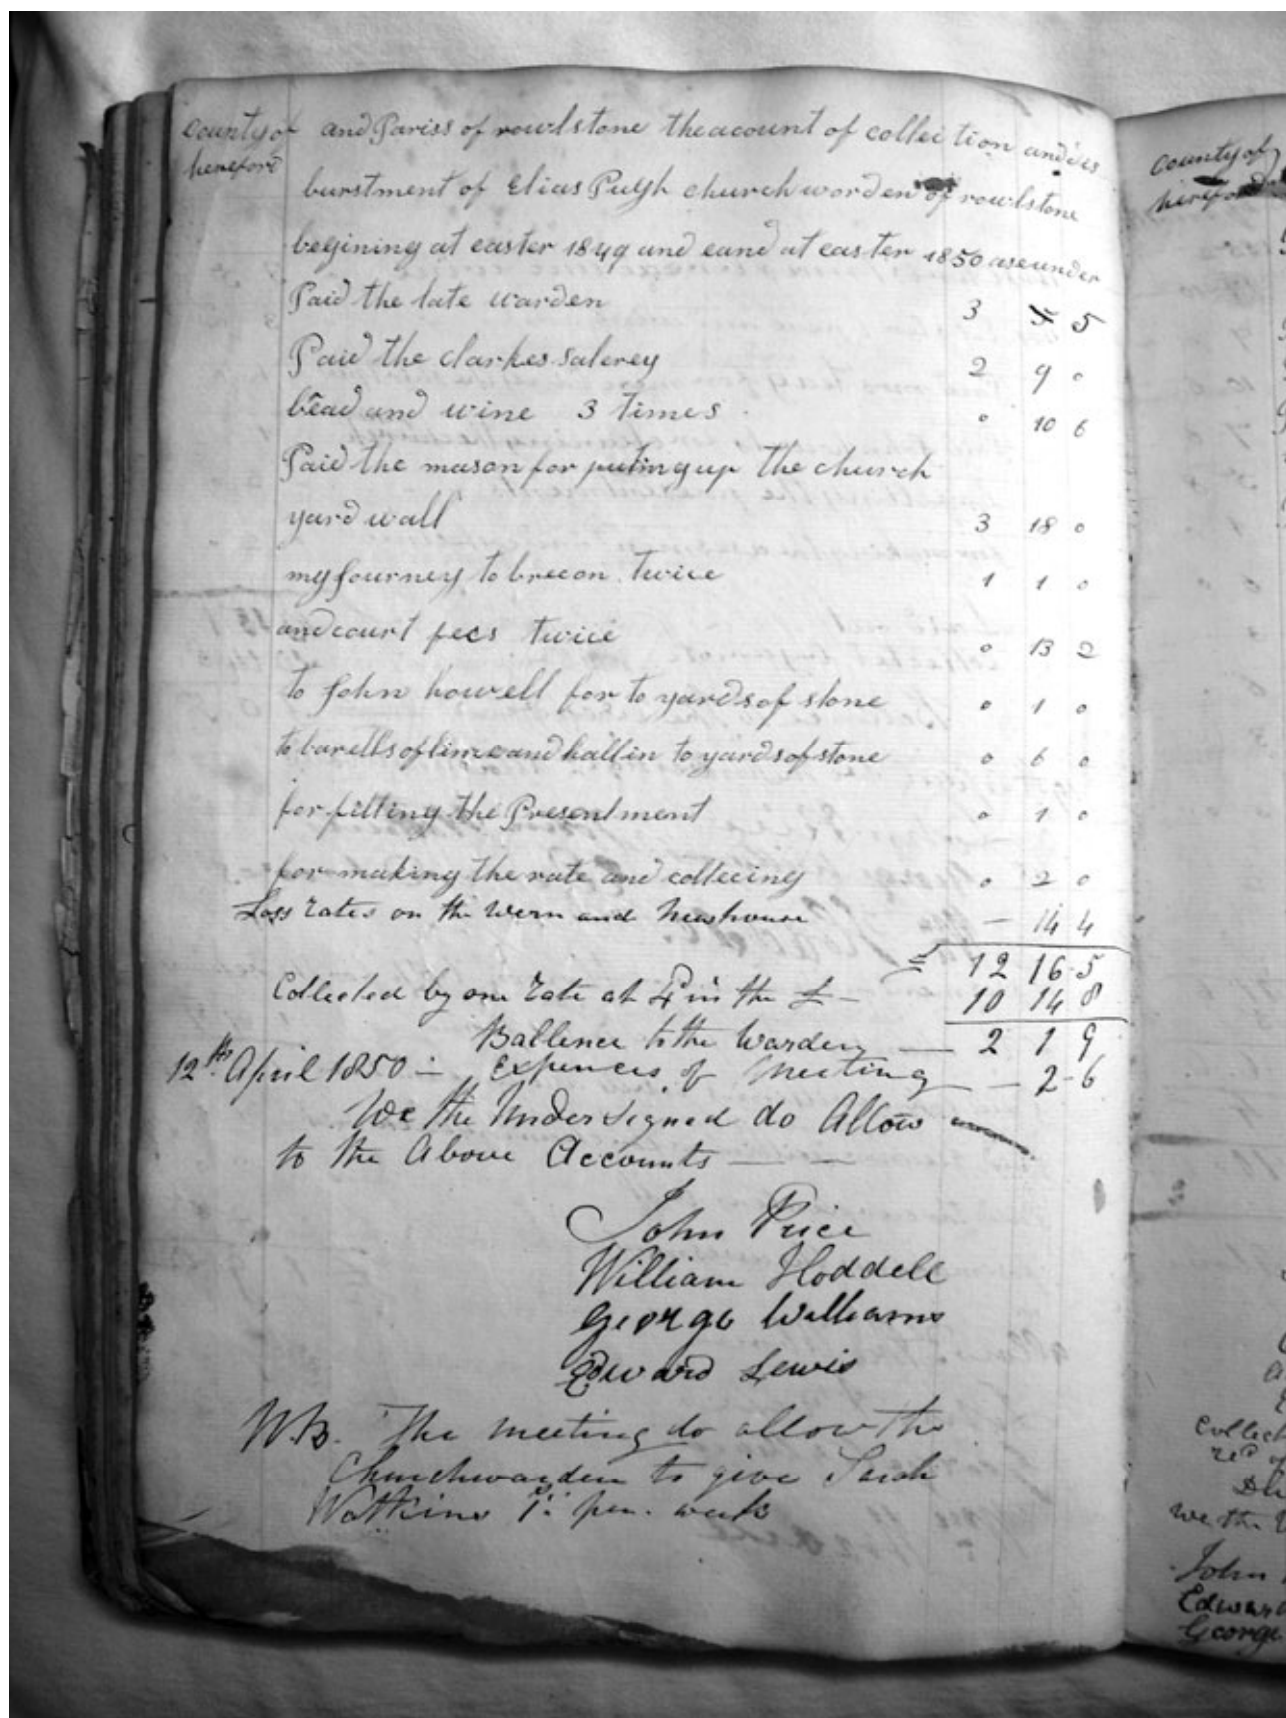 county of and Pariss of rowlstone the acount of collection and dis
hereford
burstment of Elias Pugh church worden of rowlstone
begining at easter 1849 and eand at easter 1850 as eunder
Paid the late warden 3 5 5
Paid the clarkes salerey 2 9 0
bead and wine 3 times 0 10 6
Paid the mason for puting up the church
yard wall 3 18 0
my Journey to brecon twice 1 1 0
and court fees twice 0 13 2
to John howell for to yards of stone 0 1 0
to barells of lime and hallin to yards of stone 0 6 0
for filling the Presentment 0 1 0
for making the rate and collecing 0 2 0
Loss rates on the Wern and Newhouse - 14 4
£ 12 16 5
Collected by one rate at 4d in the £ - 10 14 8
Ballence to the Warden - 2 1 9
12th April 1850 - Expences of Meeting - 2-6
We the Undersigned do Allow
to the Above Accounts - -
John Price
William Hoddell
George Williams
Edward Lewis
N.B. The meeting do allow the
Churchwarden to give Sarah
Watkins 1s per. week
county of
hereford
Collect
recd of
we the U
John
Edward
George